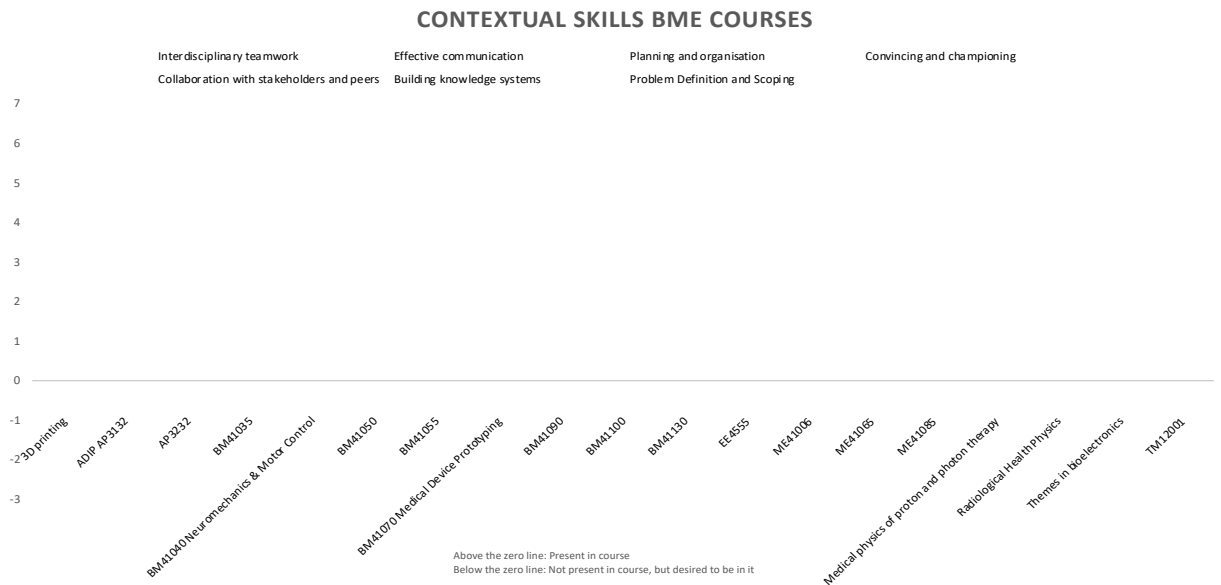 CONTEXTUAL SKILLS BME COURSES
Interdisciplinary teamwork Effective communication Planning and organisation Convincing and championing
Collaboration with stakeholders and peers Building knowledge systems Problem Definition and Scoping
7
6
5
4
3
2
1
0
-1
-2
-3
3D printing
ADIP AP3132
AP3232
BM41035
BM41040 Neuromechanics & Motor Control
BM41050
BM41055
BM41070 Medical Device Prototyping
BM41090
BM41100
BM41130
EE4555
ME41006
ME41065
ME41085
Medical physics of proton and photon therapy
Radiological Health Physics
Themes in bioelectronics
TM12001
Above the zero line: Present in course
Below the zero line: Not present in course, but desired to be in it